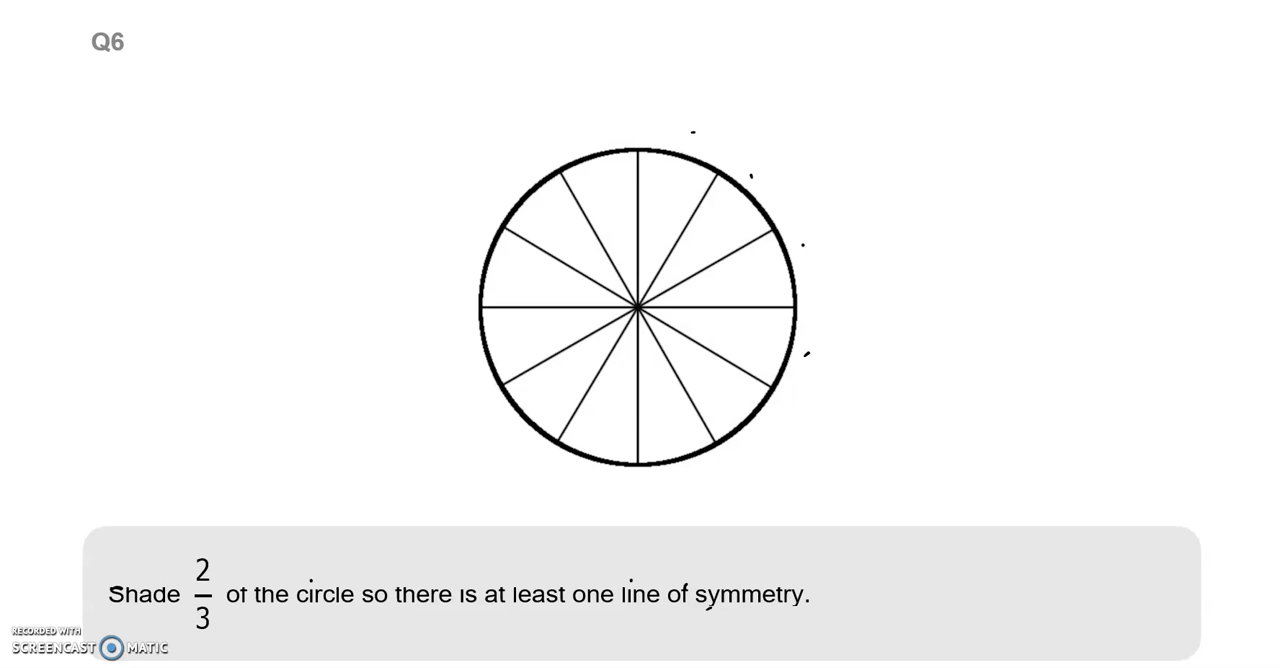 Q6
Shade 2/3 of the circle so there is at least one line of symmetry.
RECORDED WITH
SCREENCAST MATIC